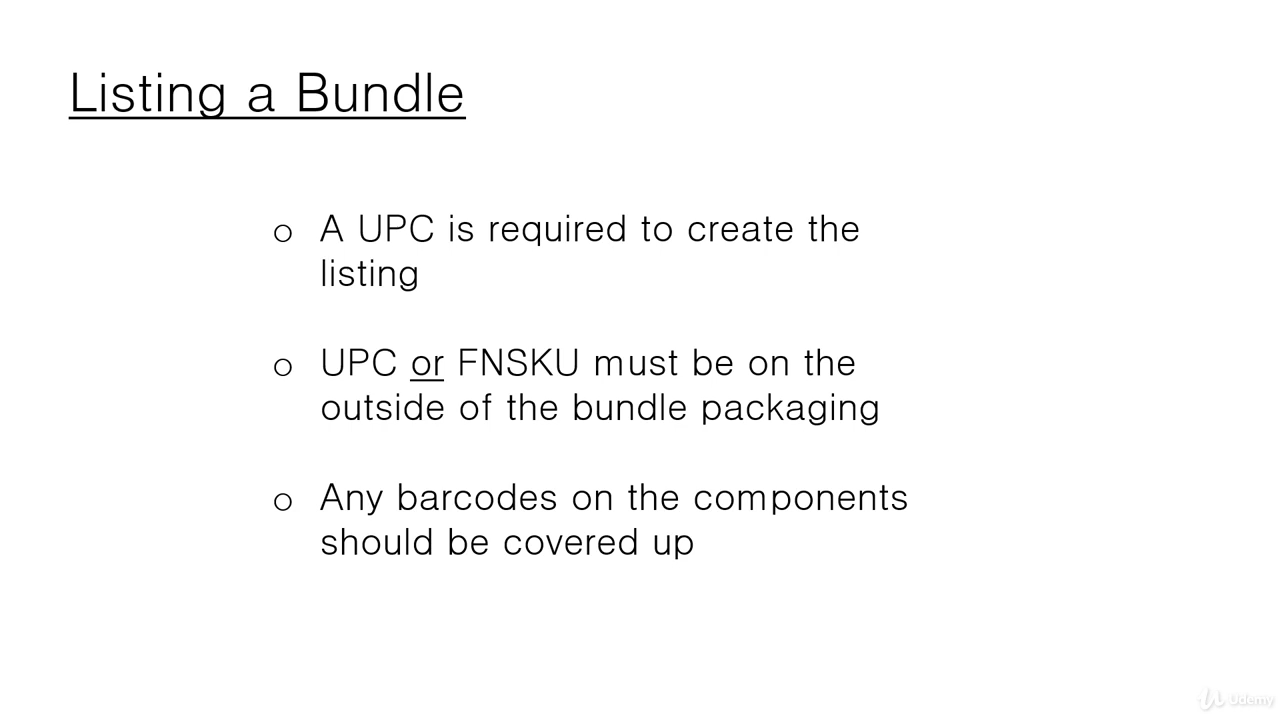 Listing a Bundle
o A UPC is required to create the
listing
o UPC or FNSKU must be on the
outside of the bundle packaging
o Any barcodes on the components
should be covered up
Udemy